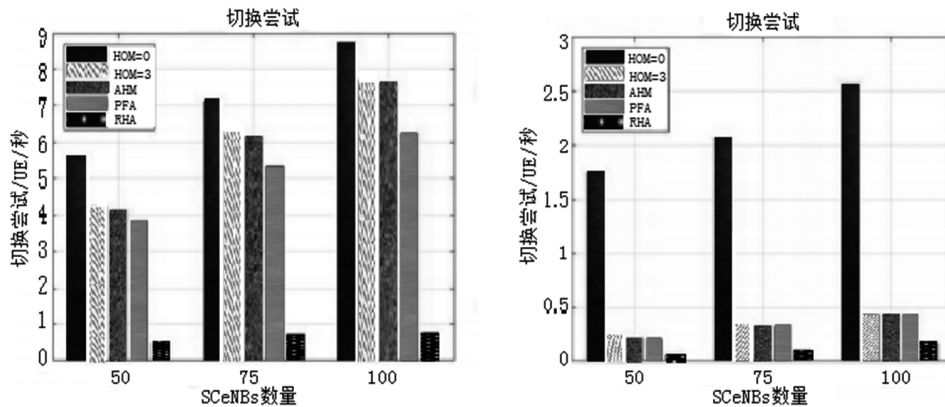 切换尝试
9
8
7
6
5
4
3
2
1
0
切换尝试/UE/秒
HOM=0
HOM=3
AHM
PFA
RHA
50 75 100
SCeNBs数量
切换尝试
3
2.5
2
1.5
1
0.5
0
切换尝试/UE/秒
HOM=0
HOM=3
AHM
PFA
RHA
50 75 100
SCeNBs数量